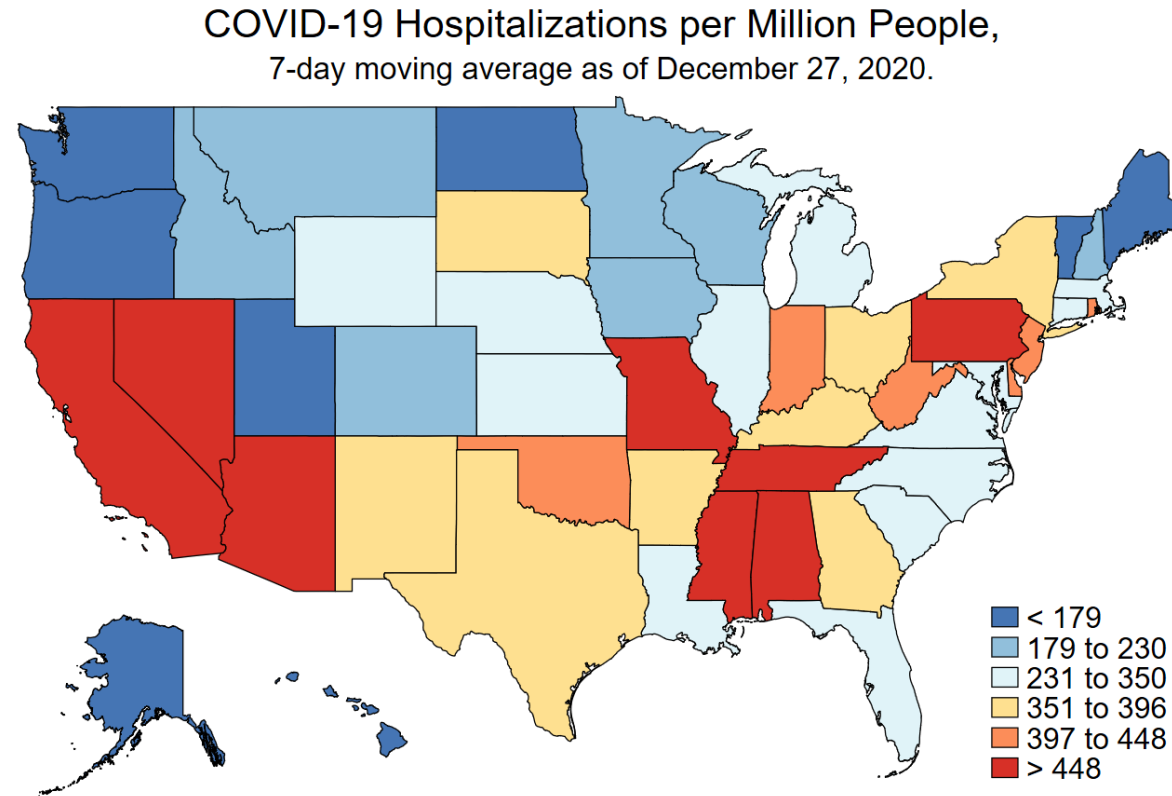 COVID-19 Hospitalizations per Million People,
7-day moving average as of December 27, 2020.
< 179
179 to 230
231 to 350
351 to 396
397 to 448
> 448